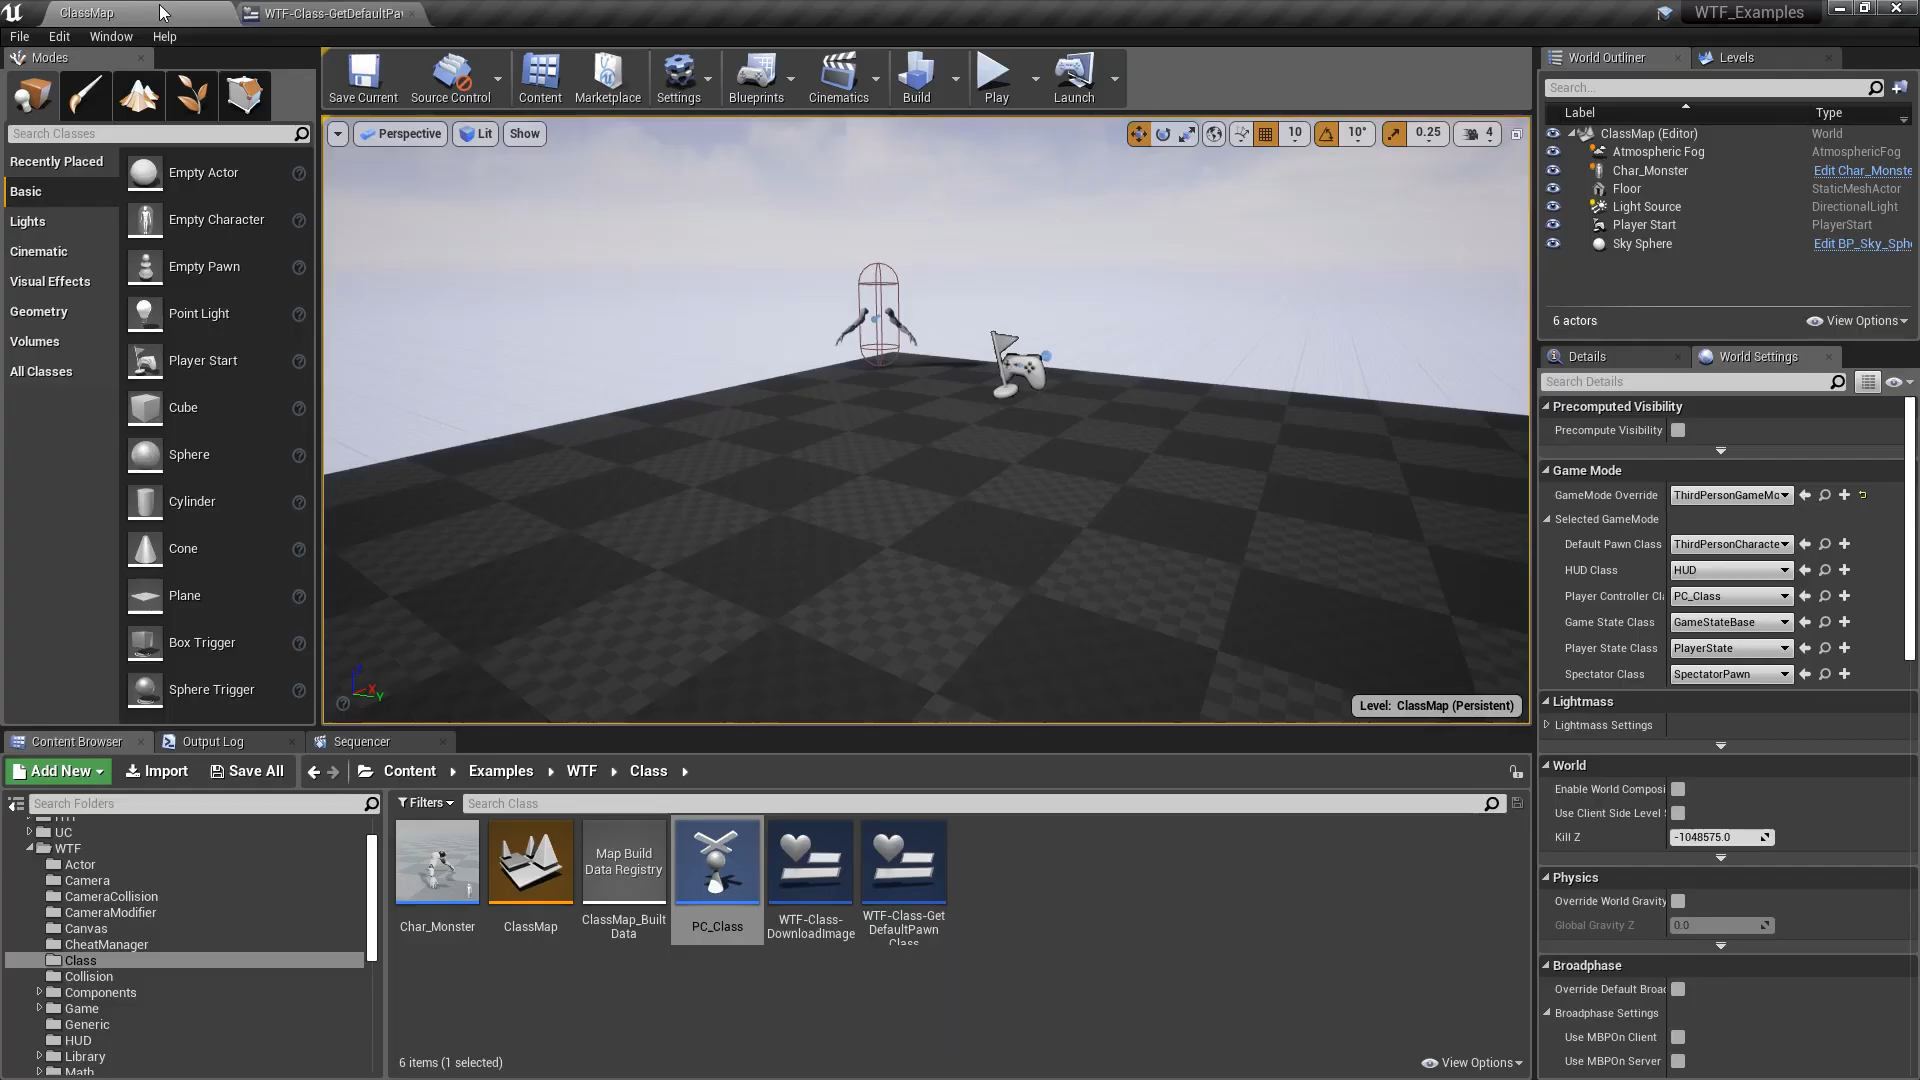 ClassMap
WTF-Class-GetDefaultPav
WTF_Examples
File Edit Window Help
Modes
Save Current
Source Control
Content
Marketplace
Settings
Blueprints
Cinematics
Build
Play
Launch
Search Classes
Recently Placed
Basic
Lights
Cinematic
Visual Effects
Geometry
Volumes
All Classes
Empty Actor
Empty Character
Empty Pawn
Point Light
Player Start
Cube
Sphere
Cylinder
Cone
Plane
Box Trigger
Sphere Trigger
Perspective
Lit
Show
10
10°
0.25
4
X
Y
Level: ClassMap (Persistent)
World Outliner
Levels
Search...
Label Type
ClassMap (Editor) World
Atmospheric Fog AtmosphericFog
Char_Monster Edit Char_Monste
Floor StaticMeshActor
Light Source DirectionalLight
Player Start PlayerStart
Sky Sphere Edit BP_Sky_Sph
6 actors
View Options
Details
World Settings
Search Details
Precomputed Visibility
Precompute Visibility
Game Mode
GameMode Override ThirdPersonGameMo
Selected GameMode
Default Pawn Class ThirdPersonCharacte
HUD Class HUD
Player Controller Cl PC_Class
Game State Class GameStateBase
Player State Class PlayerState
Spectator Class SpectatorPawn
Lightmass
Lightmass Settings
World
Enable World Composi
Use Client Side Level
Kill Z -1048575.0
Physics
Override World Gravity
Global Gravity Z 0.0
Broadphase
Override Default Broad
Broadphase Settings
Use MBPOn Client
Use MBPOn Server
Content Browser
Output Log
Sequencer
Add New
Import
Save All
Content
Examples
WTF
Class
Search Folders
Filters
Search Class
UC
WTF
Actor
Camera
CameraCollision
CameraModifier
Canvas
CheatManager
Class
Collision
Components
Game
Generic
HUD
Library
Math
Map Build
Data Registry
Char_Monster
ClassMap
ClassMap_Built
Data
PC_Class
WTF-Class-
DownloadImage
WTF-Class-Get
DefaultPawn
Class
6 items (1 selected)
View Options